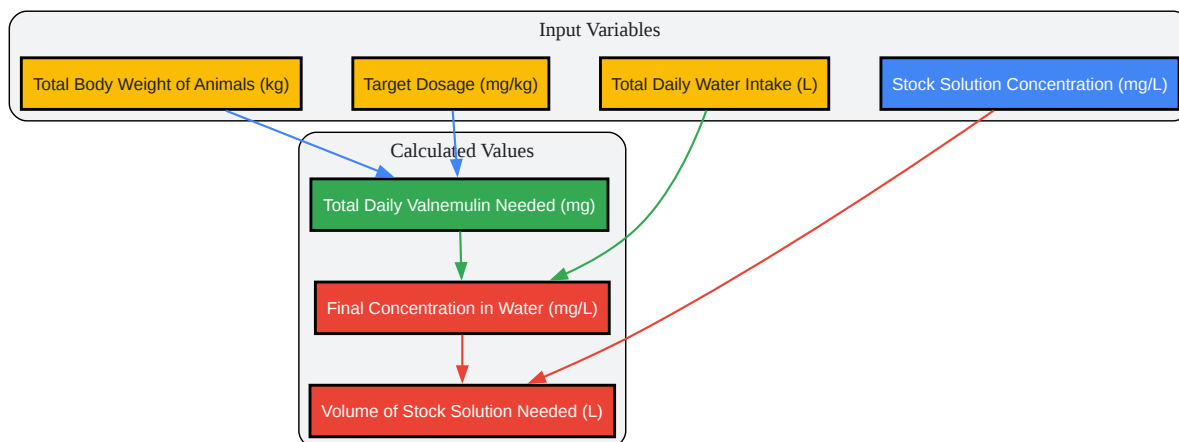 Input Variables
Total Body Weight of Animals (kg)
Target Dosage (mg/kg)
Total Daily Water Intake (L)
Stock Solution Concentration (mg/L)
Calculated Values
Total Daily Valnemulin Needed (mg)
Final Concentration in Water (mg/L)
Volume of Stock Solution Needed (L)